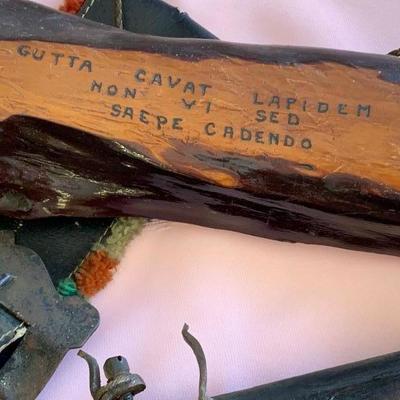 GUTTA CAVAT LAPIDEM
NON VI SED
SAEPE CADENDO